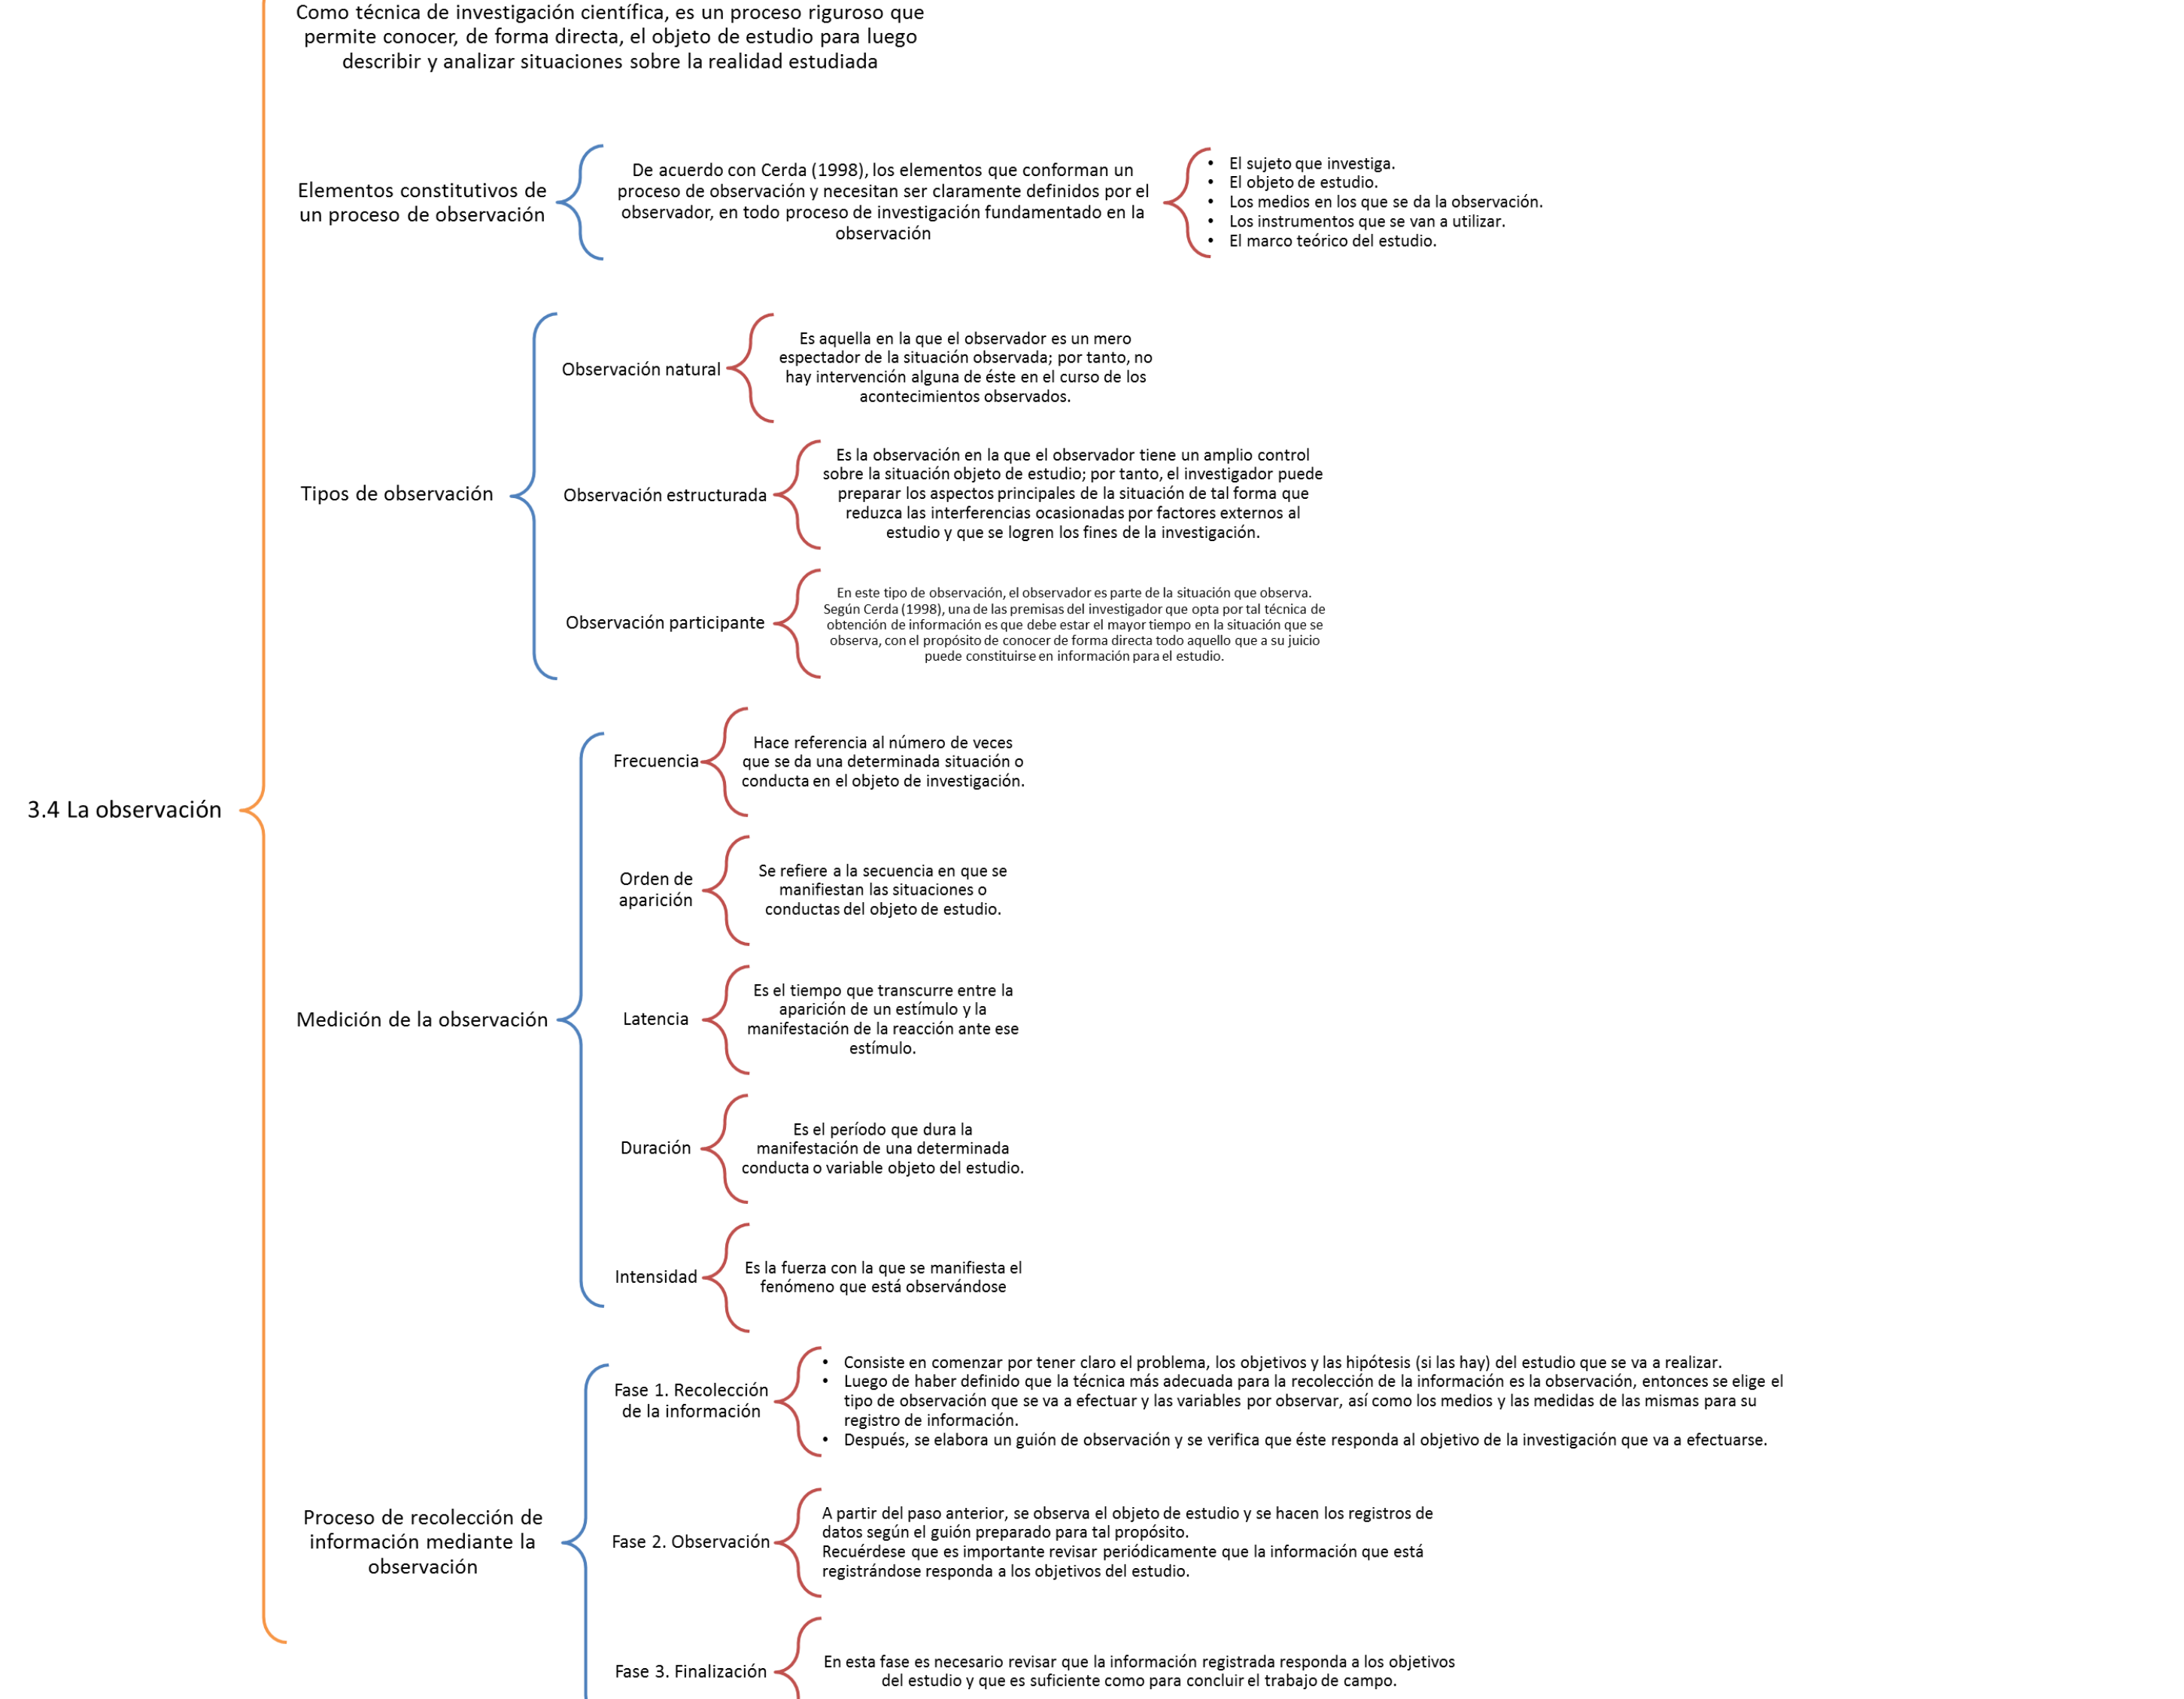 Como técnica de investigación científica, es un proceso riguroso que
permite conocer, de forma directa, el objeto de estudio para luego
describir y analizar situaciones sobre la realidad estudiada
Elementos constitutivos de
un proceso de observación
De acuerdo con Cerda (1998), los elementos que conforman un
proceso de observación y necesitan ser claramente definidos por el
observador, en todo proceso de investigación fundamentado en la
observación
• El sujeto que investiga.
• El objeto de estudio.
• Los medios en los que se da la observación.
• Los instrumentos que se van a utilizar.
• El marco teórico del estudio.
Tipos de observación
Observación natural
Es aquella en la que el observador es un mero
espectador de la situación observada; por tanto, no
hay intervención alguna de éste en el curso de los
acontecimientos observados.
Observación estructurada
Es la observación en la que el observador tiene un amplio control
sobre la situación objeto de estudio; por tanto, el investigador puede
preparar los aspectos principales de la situación de tal forma que
reduzca las interferencias ocasionadas por factores externos al
estudio y que se logren los fines de la investigación.
Observación participante
En este tipo de observación, el observador es parte de la situación que observa.
Según Cerda (1998), una de las premisas del investigador que opta por tal técnica de
obtención de información es que debe estar el mayor tiempo en la situación que se
observa, con el propósito de conocer de forma directa todo aquello que a su juicio
puede constituirse en información para el estudio.
3.4 La observación
Medición de la observación
Frecuencia
Hace referencia al número de veces
que se da una determinada situación o
conducta en el objeto de investigación.
Orden de
aparición
Se refiere a la secuencia en que se
manifiestan las situaciones o
conductas del objeto de estudio.
Latencia
Es el tiempo que transcurre entre la
aparición de un estímulo y la
manifestación de la reacción ante ese
estímulo.
Duración
Es el período que dura la
manifestación de una determinada
conducta o variable objeto del estudio.
Intensidad
Es la fuerza con la que se manifiesta el
fenómeno que está observándose
Proceso de recolección de
información mediante la
observación
Fase 1. Recolección
de la información
• Consiste en comenzar por tener claro el problema, los objetivos y las hipótesis (si las hay) del estudio que se va a realizar.
• Luego de haber definido que la técnica más adecuada para la recolección de la información es la observación, entonces se elige el
tipo de observación que se va a efectuar y las variables por observar, así como los medios y las medidas de las mismas para su
registro de información.
• Después, se elabora un guión de observación y se verifica que éste responda al objetivo de la investigación que va a efectuarse.
Fase 2. Observación
A partir del paso anterior, se observa el objeto de estudio y se hacen los registros de
datos según el guión preparado para tal propósito.
Recuérdese que es importante revisar periódicamente que la información que está
registrándose responda a los objetivos del estudio.
Fase 3. Finalización
En esta fase es necesario revisar que la información registrada responda a los objetivos
del estudio y que es suficiente como para concluir el trabajo de campo.